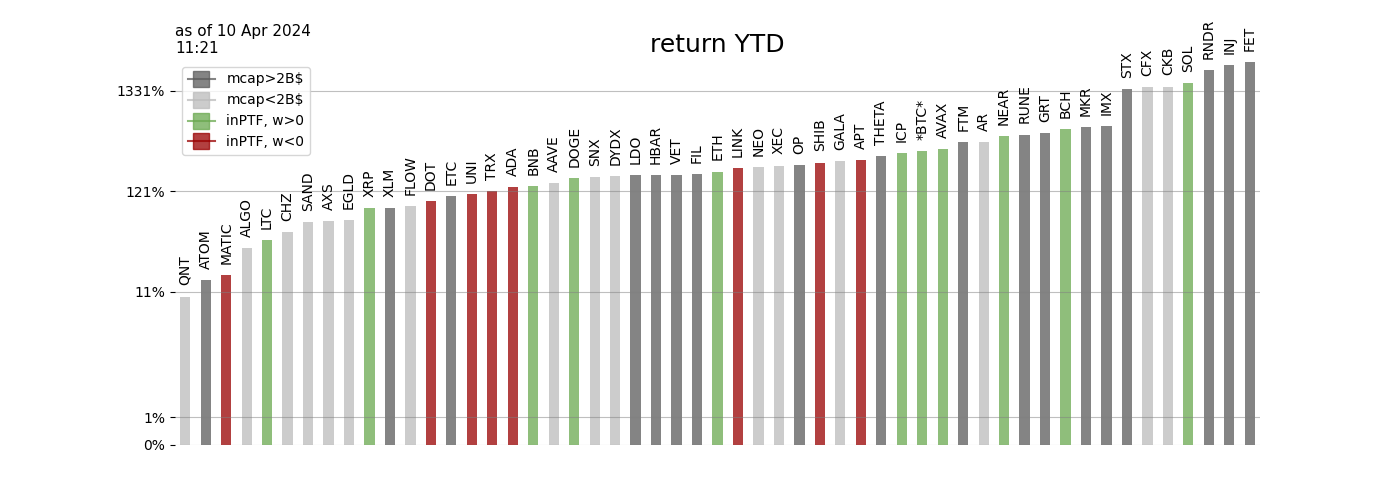 as of 10 Apr 2024
11:21
return YTD
mcap>2B$
mcap<2B$
inPTF, w>0
inPTF, w<0
1331%
121%
11%
1%
0%
QNT
ATOM
MATIC
ALGO
LTC
CHZ
SAND
AXS
EGLD
XRP
XLM
FLOW
DOT
ETC
UNI
TRX
ADA
BNB
AAVE
DOGE
SNX
DYDX
LDO
HBAR
VET
FIL
ETH
LINK
NEO
XEC
OP
SHIB
GALA
APT
THETA
ICP
*BTC*
AVAX
FTM
AR
NEAR
RUNE
GRT
BCH
MKR
IMX
STX
CFX
CKB
SOL
RNDR
INJ
FET